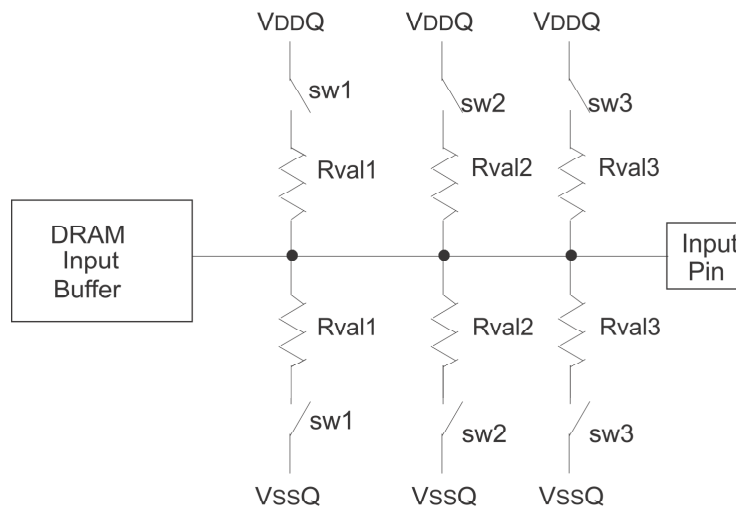 VDDQ VDDQ VDDQ
sw1 sw2 sw3
Rval1 Rval2 Rval3
DRAM
Input
Buffer
Input
Pin
Rval1 Rval2 Rval3
sw1 sw2 sw3
VSSQ VSSQ VSSQ